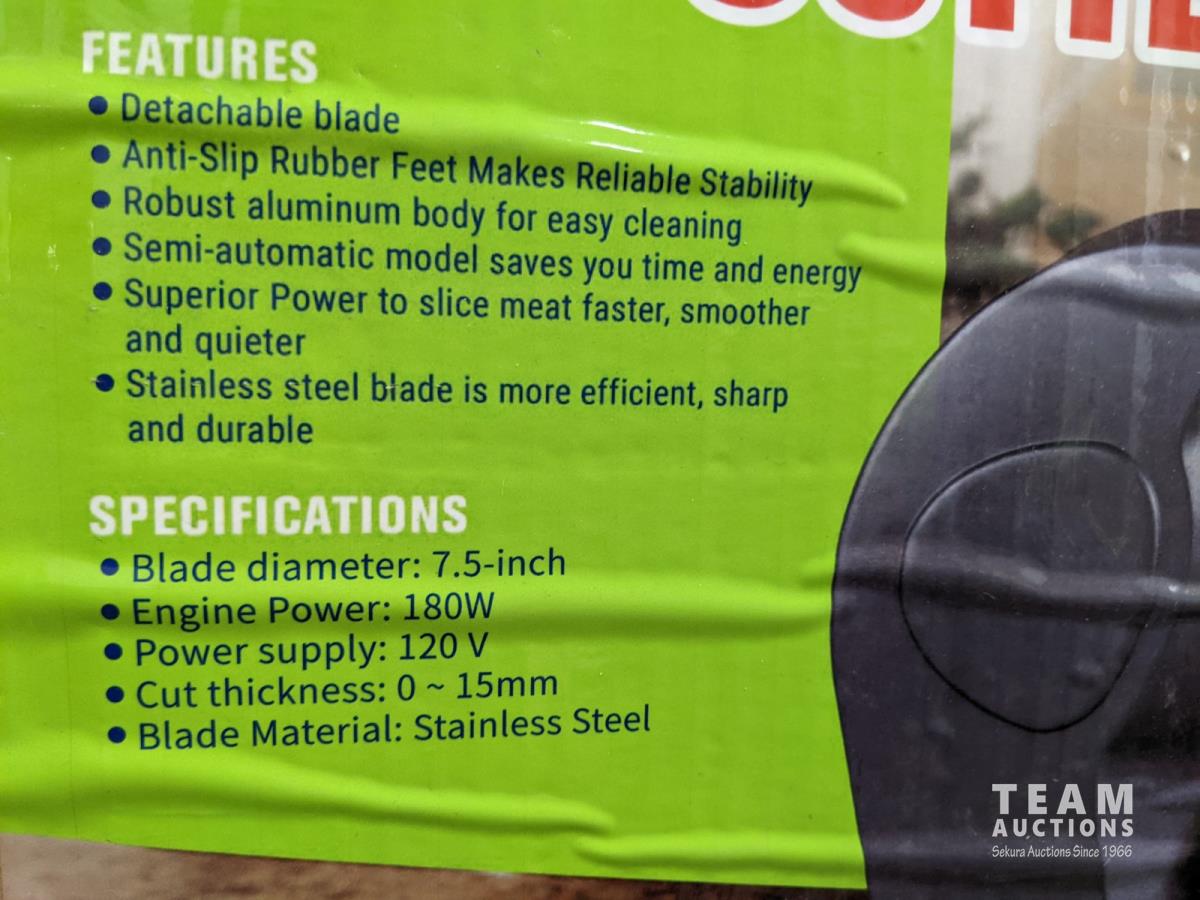 FEATURES
• Detachable blade
• Anti-Slip Rubber Feet Makes Reliable Stability
• Robust aluminum body for easy cleaning
• Semi-automatic model saves you time and energy
• Superior Power to slice meat faster, smoother
and quieter
• Stainless steel blade is more efficient, sharp
and durable
SPECIFICATIONS
• Blade diameter: 7.5-inch
• Engine Power: 180W
• Power supply: 120 V
• Cut thickness: 0 ~ 15mm
• Blade Material: Stainless Steel
TEAM
AUCTIONS
Sekura Auctions Since 1966